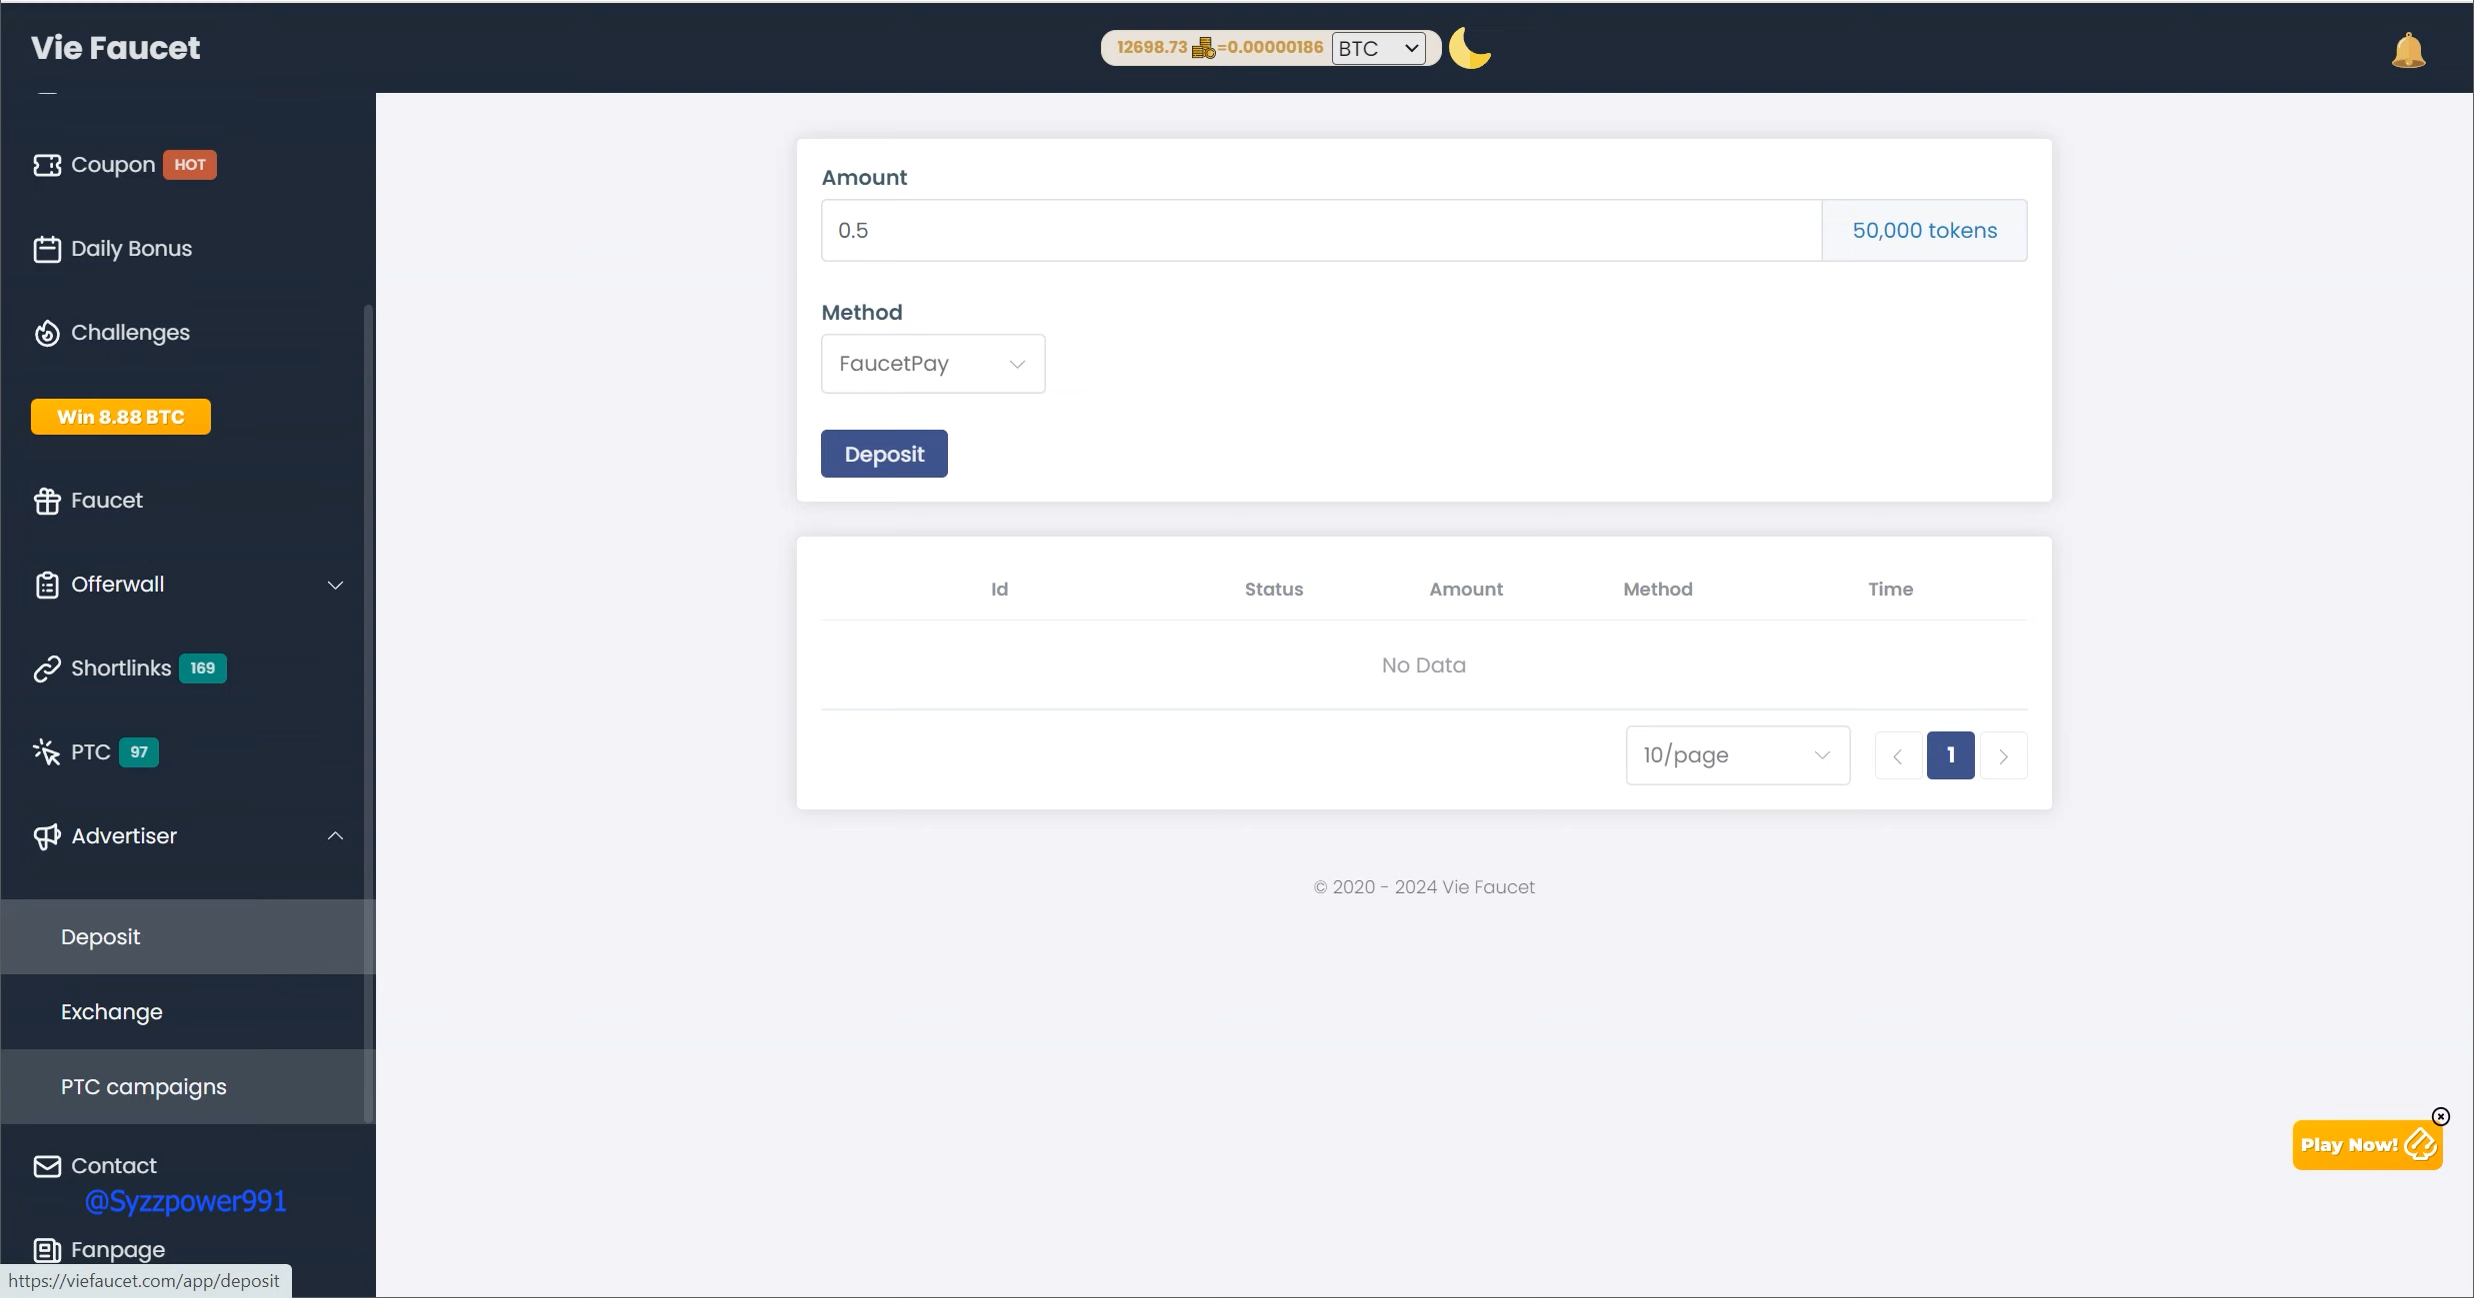 Vie Faucet
12698.73 =0.00000186 BTC
Coupon HOT
Daily Bonus
Challenges
Win 8.88 BTC
Faucet
Offerwall
Shortlinks 169
PTC 97
Advertiser
Deposit
Exchange
PTC campaigns
Contact
@Syzzpower991
Fanpage
https://viefaucet.com/app/deposit
Amount
0.5 50,000 tokens
Method
FaucetPay
Deposit
Id Status Amount Method Time
No Data
10/page 1
© 2020 - 2024 Vie Faucet
Play Now!